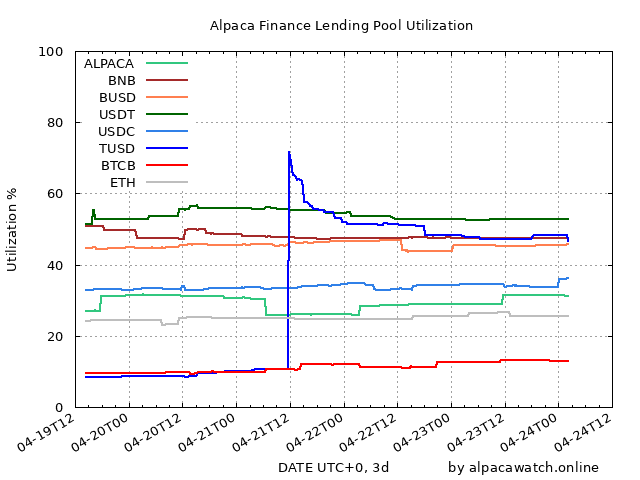 Alpaca Finance Lending Pool Utilization
100
80
60
40
20
0
Utilization %
ALPACA
BNB
BUSD
USDT
USDC
TUSD
BTCB
ETH
04-19T12
04-20T00
04-20T12
04-21T00
04-21T12
04-22T00
04-22T12
04-23T00
04-23T12
04-24T00
04-24T12
DATE UTC+0, 3d
by alpacawatch.online